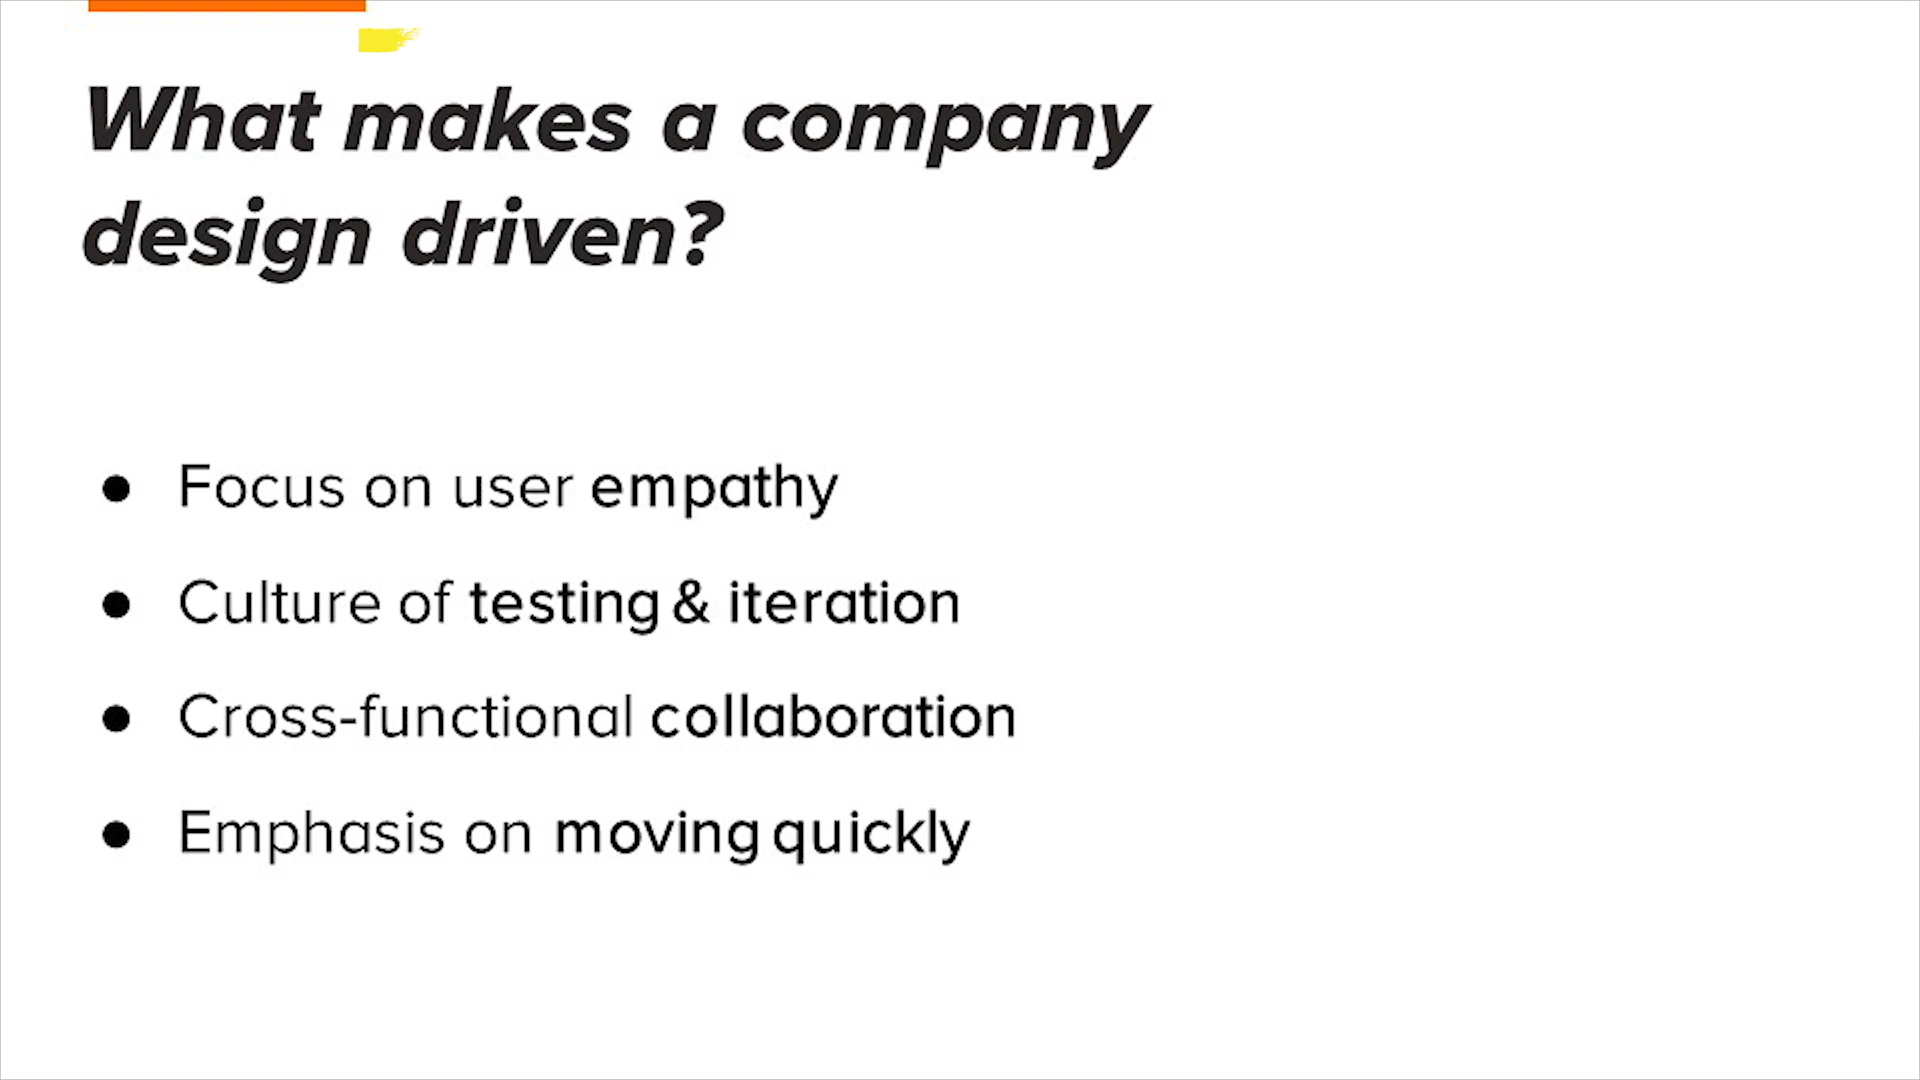 What makes a company
design driven?
● Focus on user empathy
● Culture of testing & iteration
● Cross-functional collaboration
● Emphasis on moving quickly